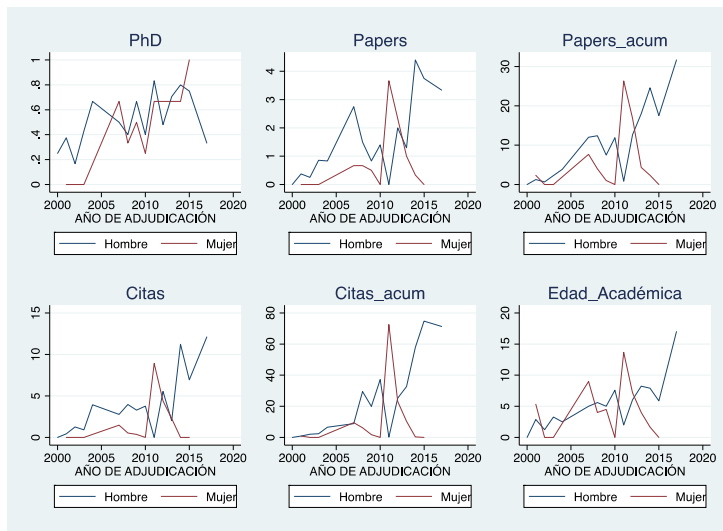 PhD
0 .2 .4 .6 .8 1
2000 2005 2010 2015 2020
AÑO DE ADJUDICACIÓN
Hombre Mujer
Papers
0 1 2 3 4
2000 2005 2010 2015 2020
AÑO DE ADJUDICACIÓN
Hombre Mujer
Papers_acum
0 10 20 30
2000 2005 2010 2015 2020
AÑO DE ADJUDICACIÓN
Hombre Mujer
Citas
0 5 10 15
2000 2005 2010 2015 2020
AÑO DE ADJUDICACIÓN
Hombre Mujer
Citas_acum
0 20 40 60 80
2000 2005 2010 2015 2020
AÑO DE ADJUDICACIÓN
Hombre Mujer
Edad_Académica
0 5 10 15 20
2000 2005 2010 2015 2020
AÑO DE ADJUDICACIÓN
Hombre Mujer